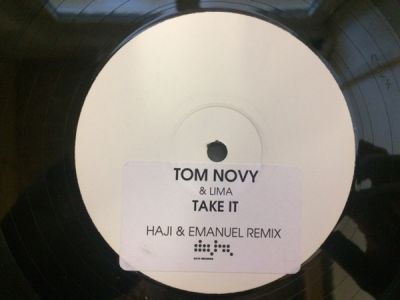 TOM NOVY
& LIMA
TAKE IT
HAJI & EMANUEL REMIX